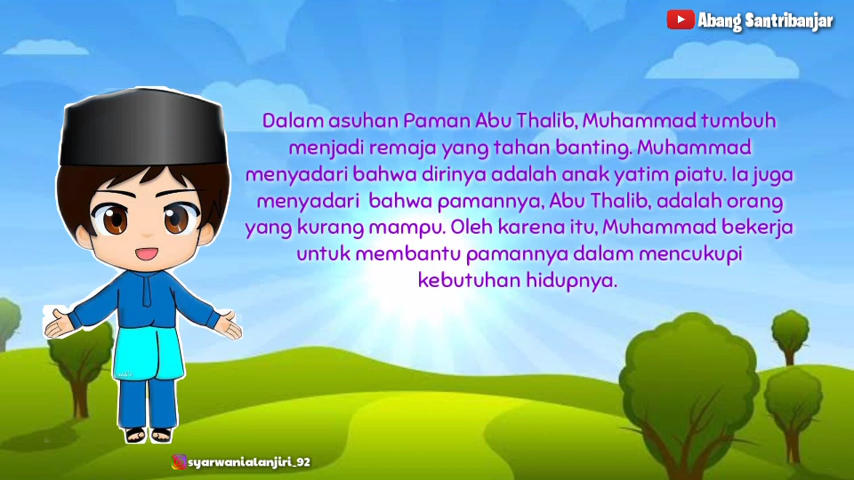 Abang Santribanjar
Dalam asuhan Paman Abu Thalib, Muhammad tumbuh
menjadi remaja yang tahan banting. Muhammad
menyadari bahwa dirinya adalah anak yatim piatu. Ia juga
menyadari bahwa pamannya, Abu Thalib, adalah orang
yang kurang mampu. Oleh karena itu, Muhammad bekerja
untuk membantu pamannya dalam mencukupi
kebutuhan hidupnya.
syarwanialanjiri_92